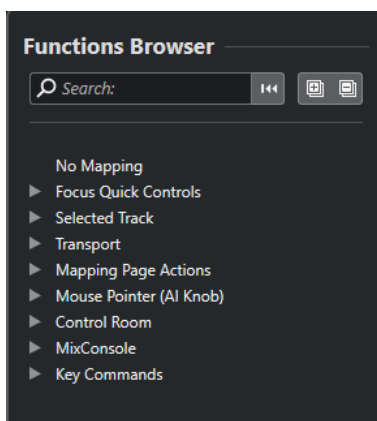 Functions Browser
Search:
No Mapping
Focus Quick Controls
Selected Track
Transport
Mapping Page Actions
Mouse Pointer (AI Knob)
Control Room
MixConsole
Key Commands